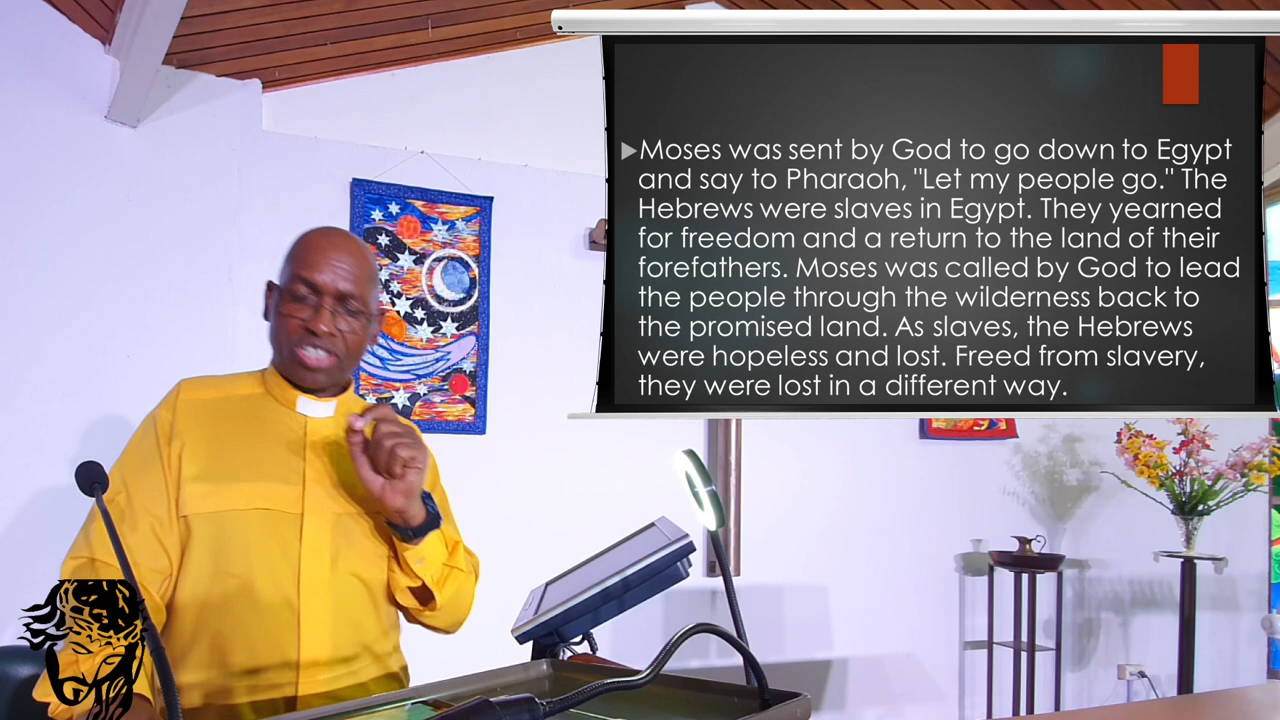 Moses was sent by God to go down to Egypt
and say to Pharaoh, "Let my people go." The
Hebrews were slaves in Egypt. They yearned
for freedom and a return to the land of their
forefathers. Moses was called by God to lead
the people through the wilderness back to
the promised land. As slaves, the Hebrews
were hopeless and lost. Freed from slavery,
they were lost in a different way.